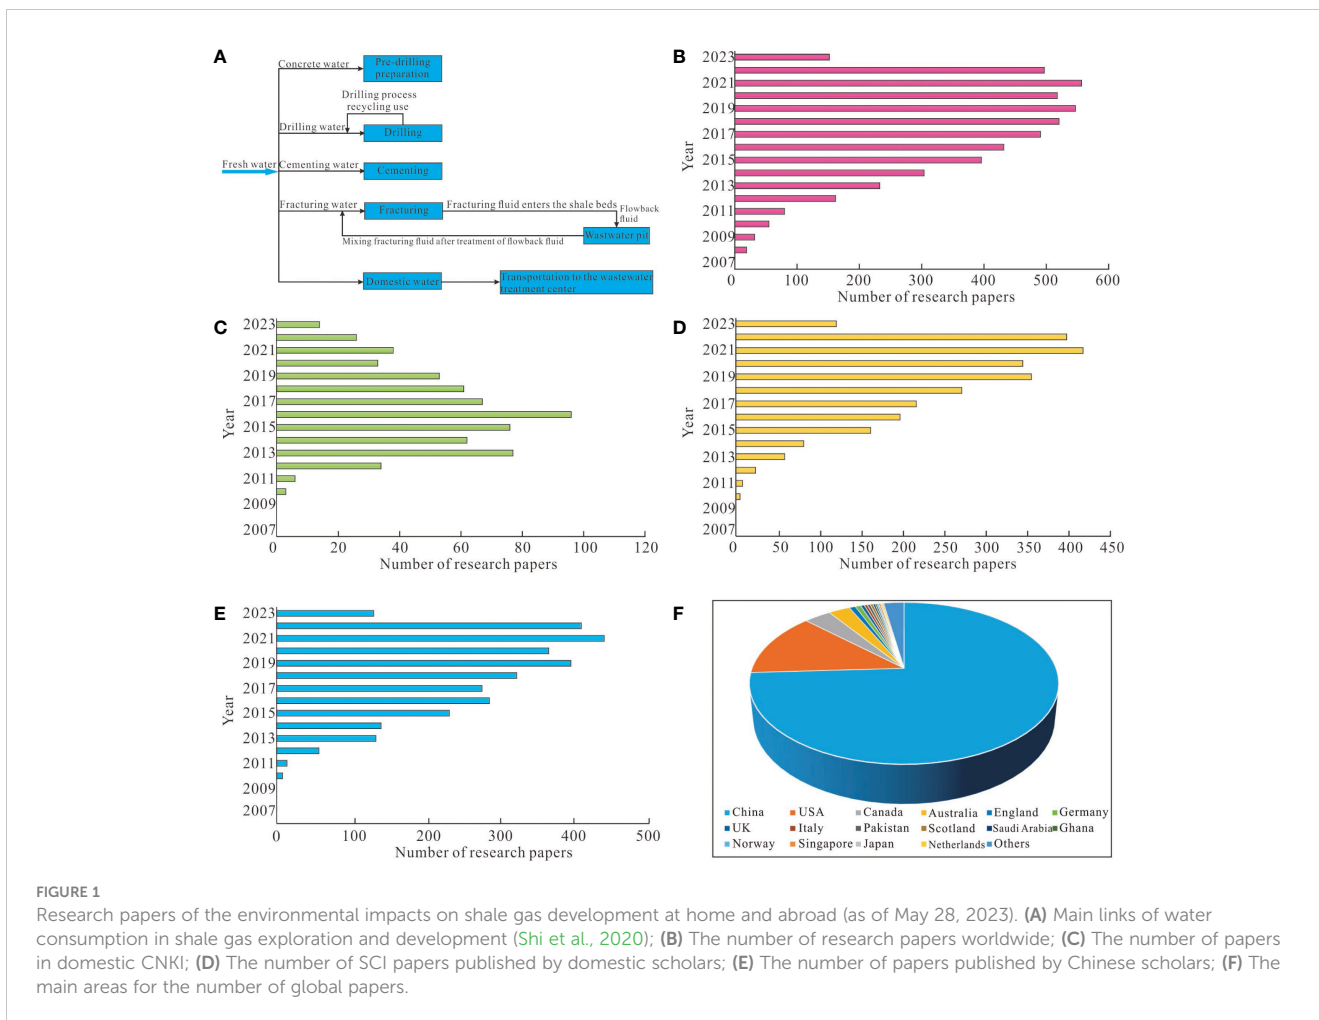 A
Concrete water
Pre-drilling
preparation
Drilling process
recycling use
Drilling water
Drilling
Fresh water
Cementing water
Cementing
Fracturing water
Fracturing
Fracturing fluid enters the shale beds
Flowback
fluid
Wastwater pit
Mixing fracturing fluid after treatment of flowback fluid
Domestic water
Transportation to the wastewater
treatment center
B
2023
2021
2019
2017
2015
2013
2011
2009
2007
Year
0 100 200 300 400 500 600
Number of research papers
C
2023
2021
2019
2017
2015
2013
2011
2009
2007
Year
0 20 40 60 80 100 120
Number of research papers
D
2023
2021
2019
2017
2015
2013
2011
2009
2007
Year
0 50 100 150 200 250 300 350 400 450
Number of research papers
E
2023
2021
2019
2017
2015
2013
2011
2009
2007
Year
0 100 200 300 400 500
Number of research papers
F
China USA Canada Australia England Germany
UK Italy Pakistan Scotland Saudi Arabia Ghana
Norway Singapore Japan Netherlands Others
FIGURE 1
Research papers of the environmental impacts on shale gas development at home and abroad (as of May 28, 2023). (A) Main links of water
consumption in shale gas exploration and development (Shi et al., 2020); (B) The number of research papers worldwide; (C) The number of papers
in domestic CNKI; (D) The number of SCI papers published by domestic scholars; (E) The number of papers published by Chinese scholars; (F) The
main areas for the number of global papers.